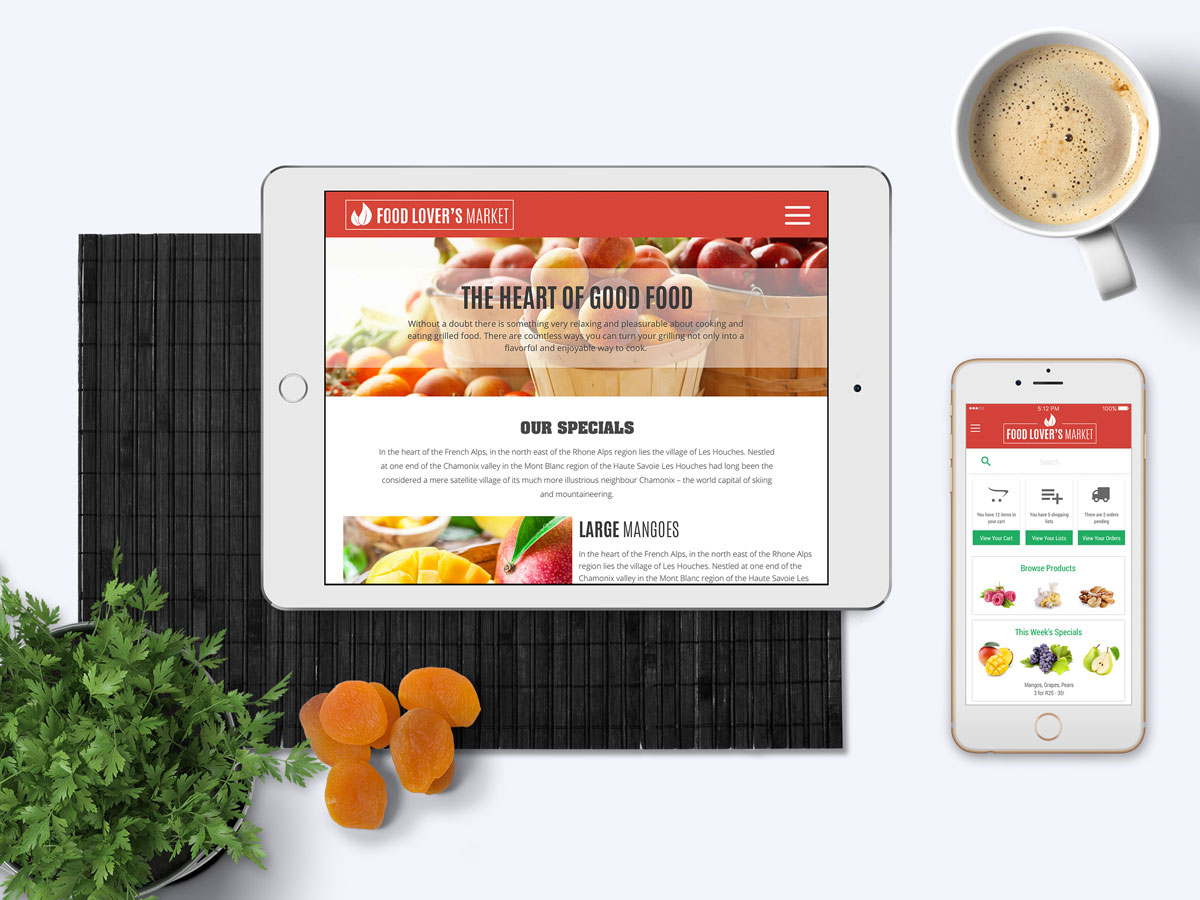 FOOD LOVER'S MARKET
THE HEART OF GOOD FOOD
Without a doubt there is something very relaxing and pleasurable about cooking and
eating grilled food. There are countless ways you can turn your grilling not only into a
flavorful and enjoyable way to cook.
OUR SPECIALS
In the heart of the French Alps, in the north east of the Rhone Alps region lies the village of Les Houches. Nestled
at one end of the Chamonix valley in the Mont Blanc region of the Haute Savoie Les Houches had long been the
considered a mere satellite village of its much more illustrious neighbour Chamonix – the world capital of skiing
and mountaineering.
LARGE MANGOES
In the heart of the French Alps, in the north east of the Rhone Alps
region lies the village of Les Houches. Nestled at one end of the
Chamonix valley in the Mont Blanc region of the Haute Savoie Les
5:12 PM
100%
FOOD LOVER'S MARKET
Search
You have 12 items in
your cart
View Your Cart
You have 5 shopping
lists
View Your Lists
There are 2 orders
pending
View Your Orders
Browse Products
This Week's Specials
Mangos, Grapes, Pears
3 for R25 - 35!